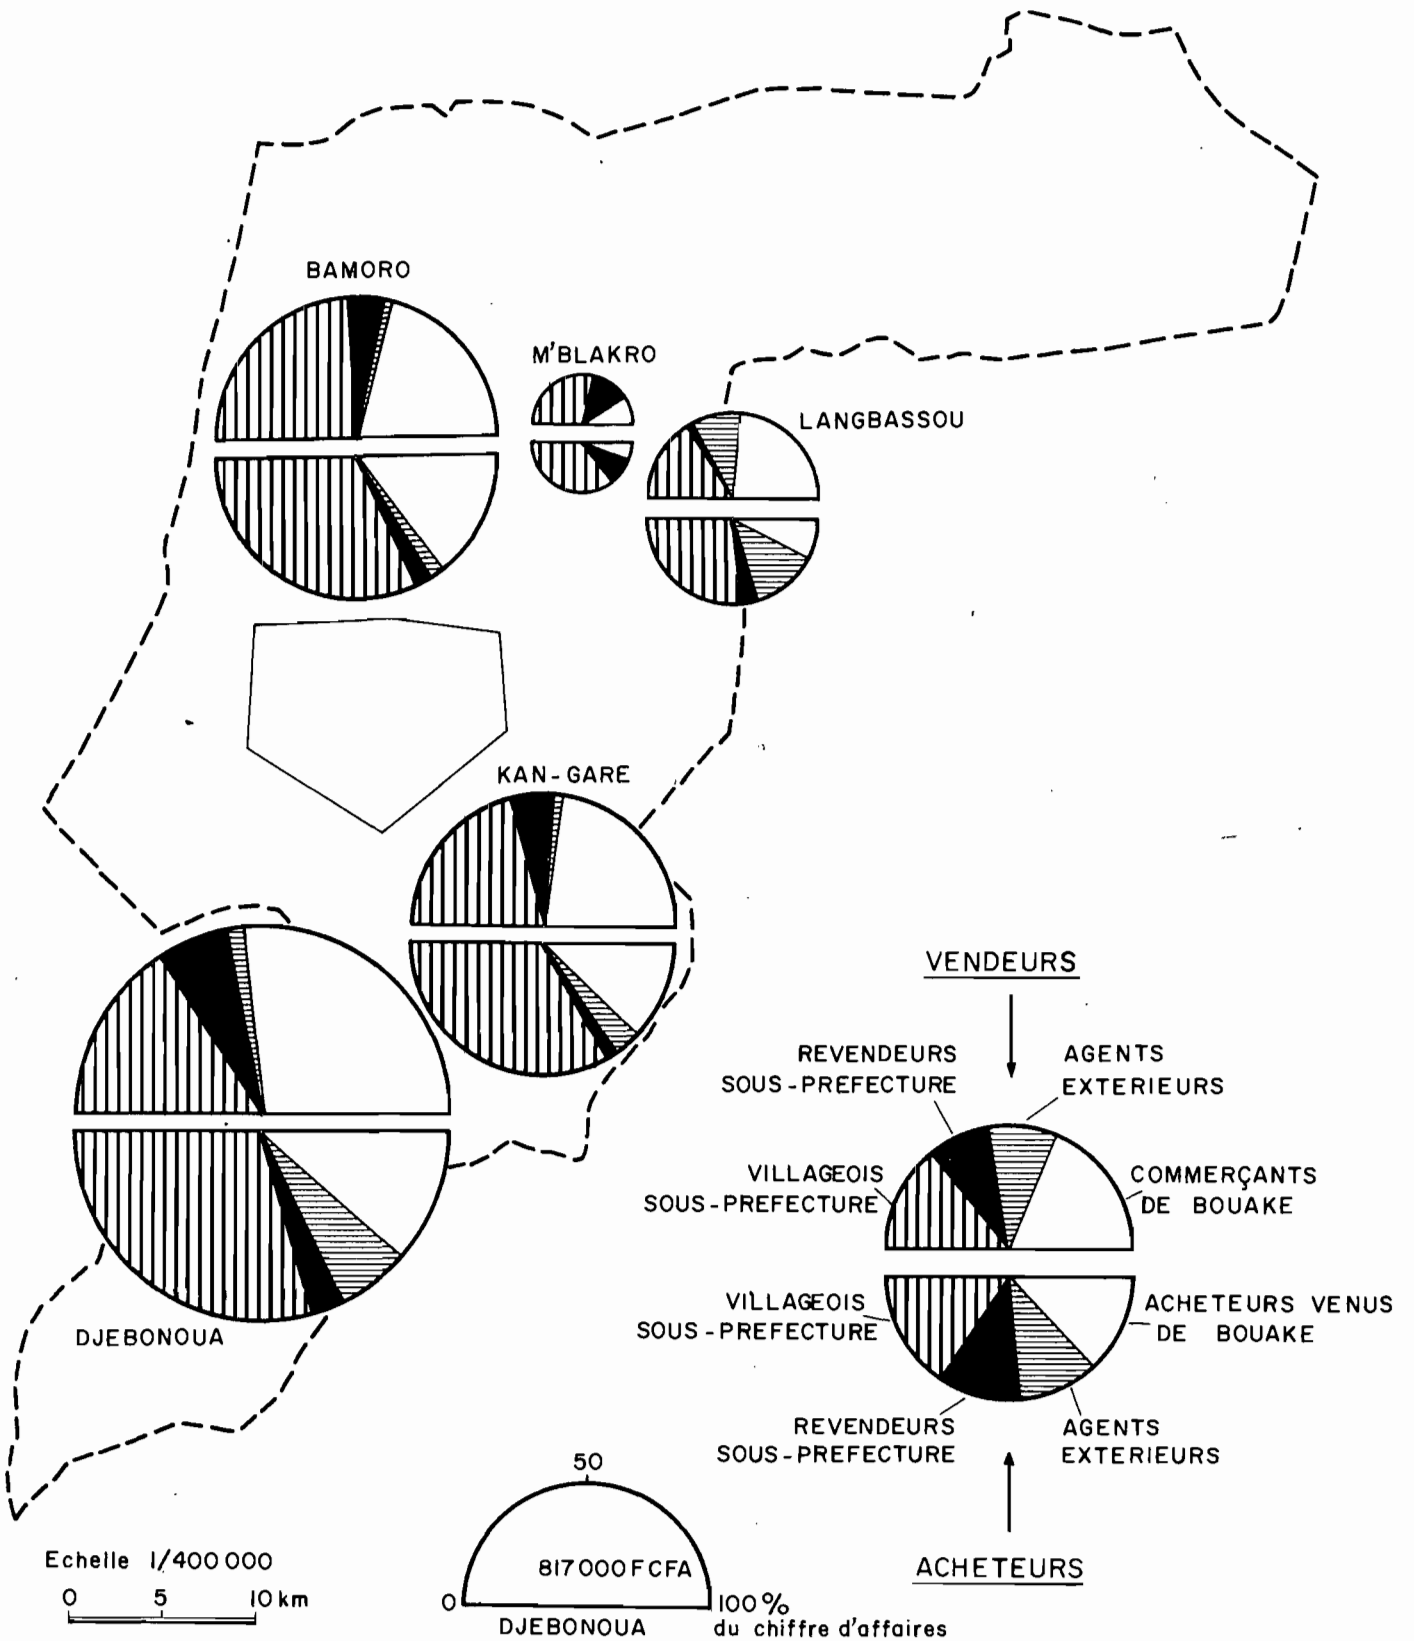 BAMORO
M'BLAKRO
LANGBASSOU
KAN-GARE
DJEBONOUA
VENDEURS
REVENDEURS
SOUS-PREFECTURE
AGENTS
EXTERIEURS
VILLAGEOIS
SOUS-PREFECTURE
COMMERÇANTS
DE BOUAKE
VILLAGEOIS
SOUS-PREFECTURE
ACHETEURS VENUS
DE BOUAKE
REVENDEURS
SOUS-PREFECTURE
AGENTS
EXTERIEURS
ACHETEURS
Echelle 1/400 000
0 5 10 km
50
817000 F CFA
0
100%
DJEBONOUA
du chiffre d'affaires